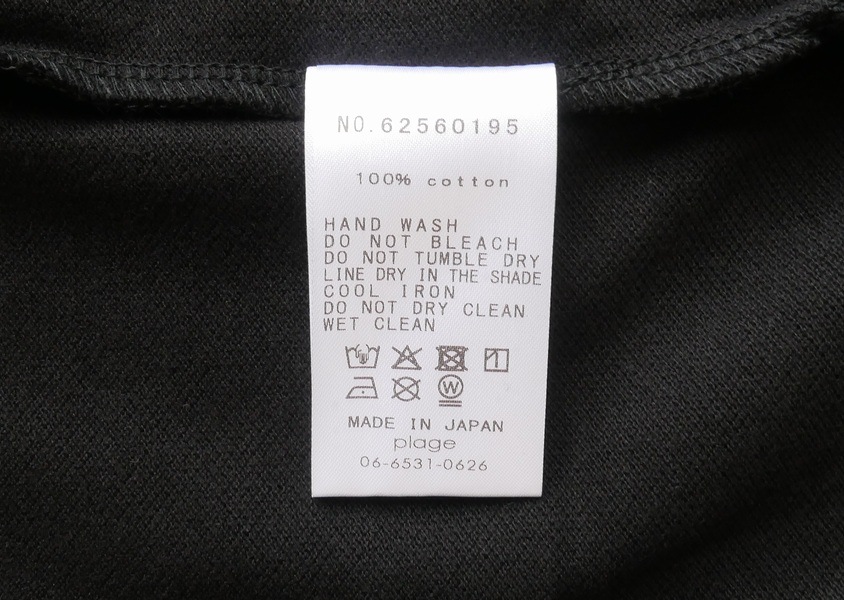 NO.62560195
100% cotton
HAND WASH
DO NOT BLEACH
DO NOT TUMBLE DRY
LINE DRY IN THE SHADE
COOL IRON
DO NOT DRY CLEAN
WET CLEAN
W
MADE IN JAPAN
plage
06-6531-0626